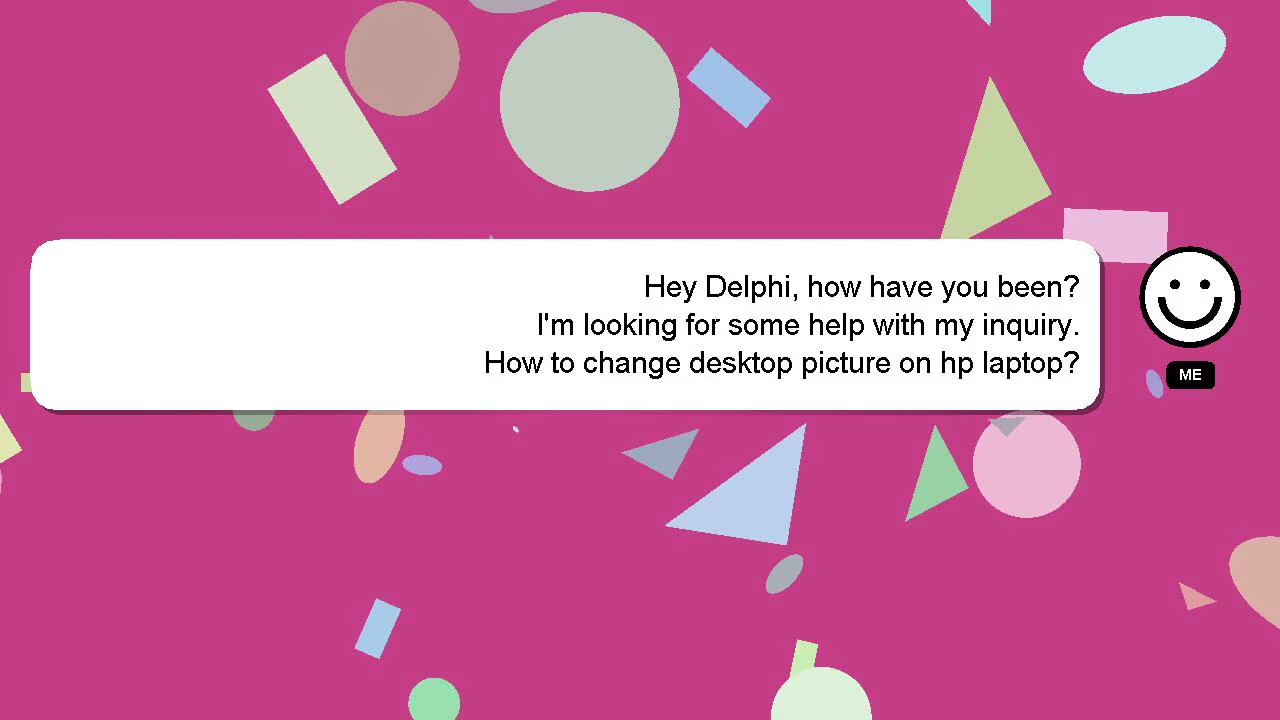 Hey Delphi, how have you been?
I'm looking for some help with my inquiry.
How to change desktop picture on hp laptop?
ME